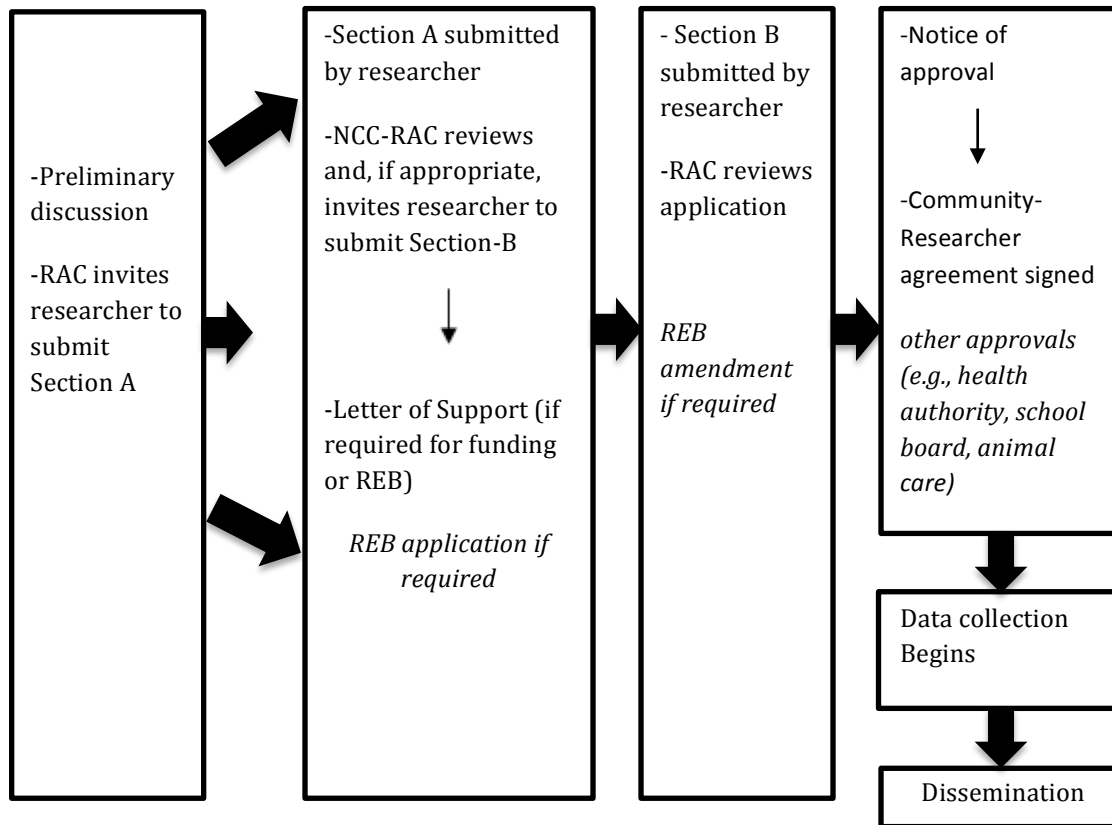 -Preliminary
discussion
-RAC invites
researcher to
submit
Section A
-Section A submitted
by researcher
-NCC-RAC reviews
and, if appropriate,
invites researcher to
submit Section-B
-Letter of Support (if
required for funding
or REB)
REB application if
required
- Section B
submitted by
researcher
-RAC reviews
application
REB
amendment
if required
-Notice of
approval
-Community-
Researcher
agreement signed
other approvals
(e.g., health
authority, school
board, animal
care)
Data collection
Begins
Dissemination